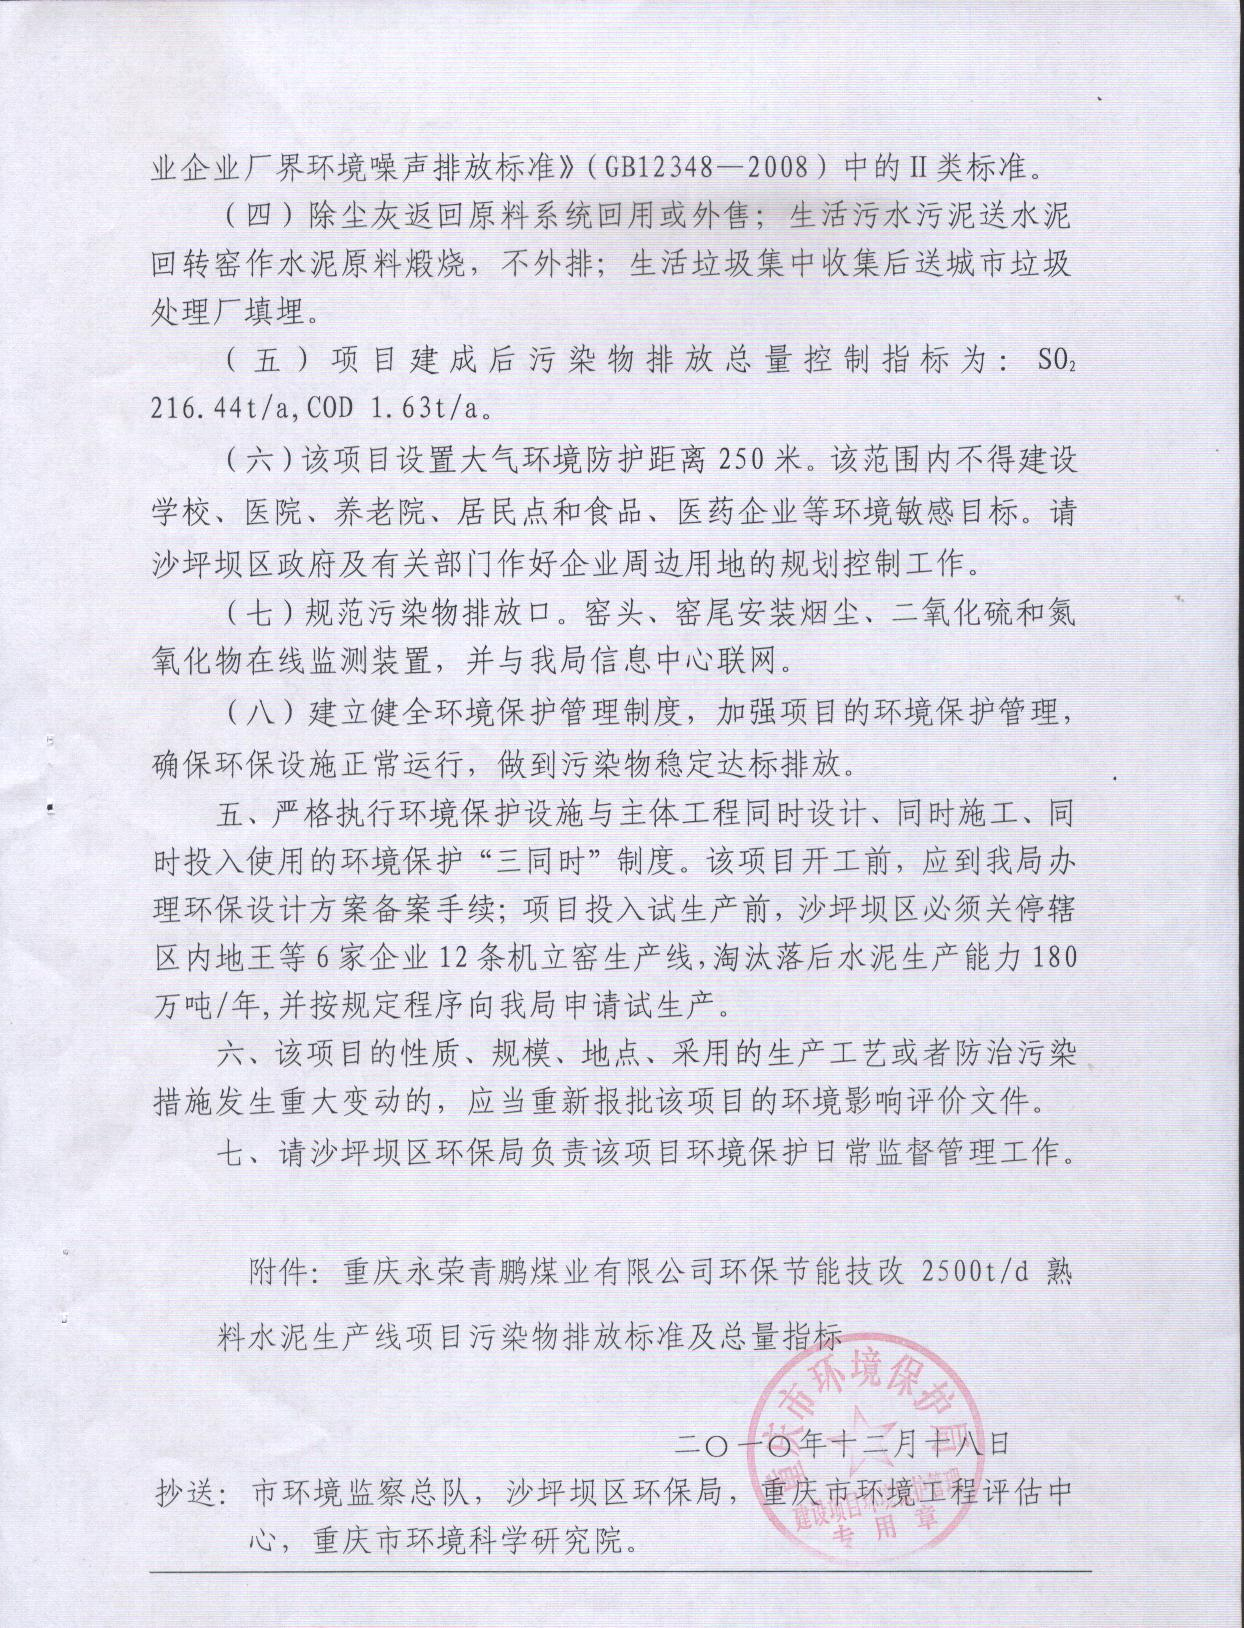 业企业厂界环境噪声排放标准》（GB12348—2008）中的Ⅱ类标准。
（四）除尘灰返回原料系统回用或外售；生活污水污泥送水泥
回转窑作水泥原料煅烧，不外排；生活垃圾集中收集后送城市垃圾
处理厂填埋。
（五）项目建成后污染物排放总量控制指标为：SO₂
216.44t/a,COD 1.63t/a。
（六）该项目设置大气环境防护距离250米。该范围内不得建设
学校、医院、养老院、居民点和食品、医药企业等环境敏感目标。请
沙坪坝区政府及有关部门作好企业周边用地的规划控制工作。
（七）规范污染物排放口。窑头、窑尾安装烟尘、二氧化硫和氮
氧化物在线监测装置，并与我局信息中心联网。
（八）建立健全环境保护管理制度，加强项目的环境保护管理，
确保环保设施正常运行，做到污染物稳定达标排放。
五、严格执行环境保护设施与主体工程同时设计、同时施工、同
时投入使用的环境保护“三同时”制度。该项目开工前，应到我局办
理环保设计方案备案手续；项目投入试生产前，沙坪坝区必须关停辖
区内地王等6家企业12条机立窑生产线,淘汰落后水泥生产能力180
万吨/年,并按规定程序向我局申请试生产。
六、该项目的性质、规模、地点、采用的生产工艺或者防治污染
措施发生重大变动的，应当重新报批该项目的环境影响评价文件。
七、请沙坪坝区环保局负责该项目环境保护日常监督管理工作。
附件：重庆永荣青鹏煤业有限公司环保节能技改 2500t/d 熟
料水泥生产线项目污染物排放标准及总量指标
重庆市环境保护局
建设项目环境保护管理
专用章
二〇一〇年十二月十八日
抄送：市环境监察总队，沙坪坝区环保局，重庆市环境工程评估中
心，重庆市环境科学研究院。